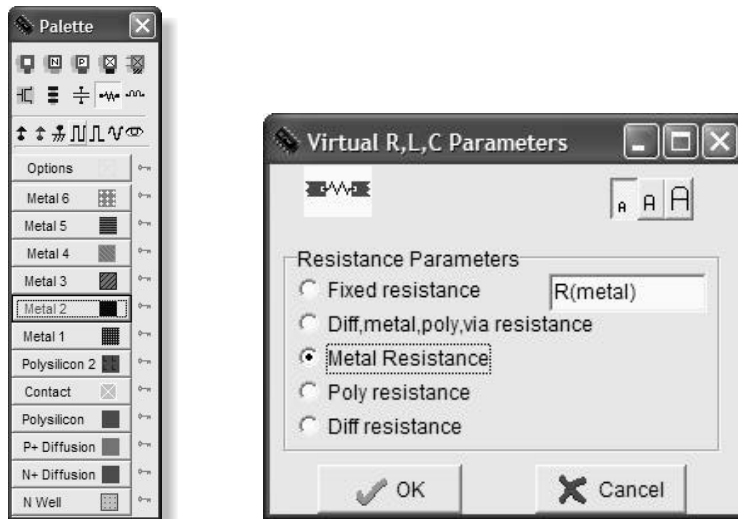 Palette
N P
Options
Metal 6
Metal 5
Metal 4
Metal 3
Metal 2
Metal 1
Polysilicon 2
Contact
Polysilicon
P+ Diffusion
N+ Diffusion
N Well
Virtual R,L,C Parameters
A A A
Resistance Parameters
Fixed resistance R(metal)
Diff,metal,poly,via resistance
Metal Resistance
Poly resistance
Diff resistance
OK Cancel